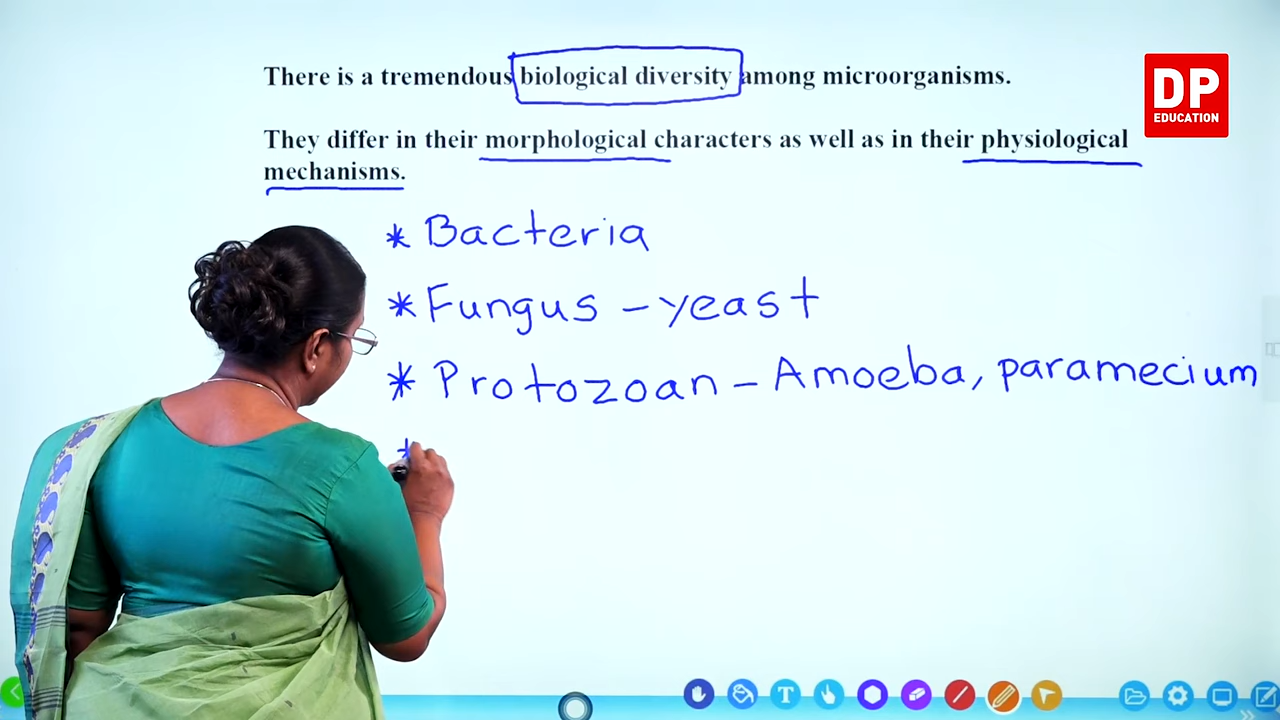 There is a tremendous biological diversity among microorganisms.
They differ in their morphological characters as well as in their physiological
mechanisms.
* Bacteria
* Fungus - yeast
* Protozoan - Amoeba, paramecium
*
DP
EDUCATION
T